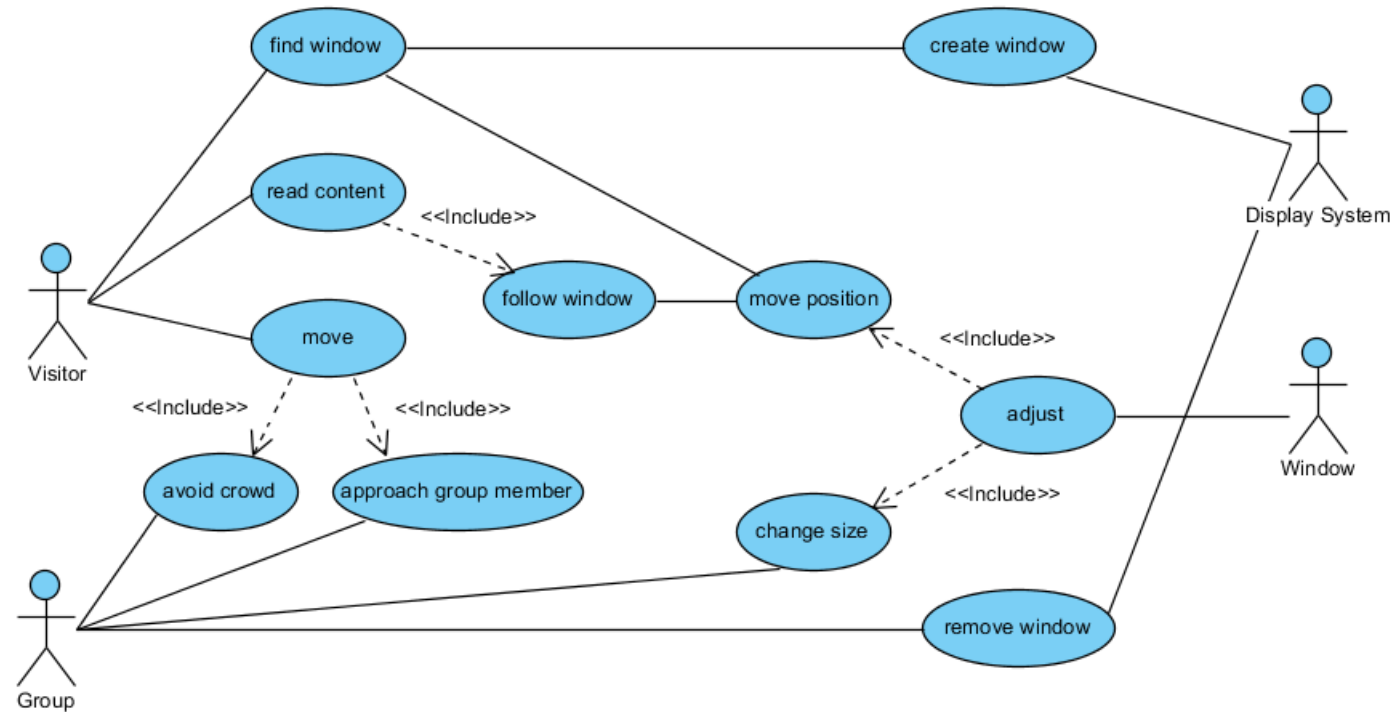 find window
create window
read content
<<Include>>
Display System
follow window
move position
move
<<Include>>
Visitor
<<Include>>
<<Include>>
adjust
Window
avoid crowd
approach group member
<<Include>>
change size
remove window
Group